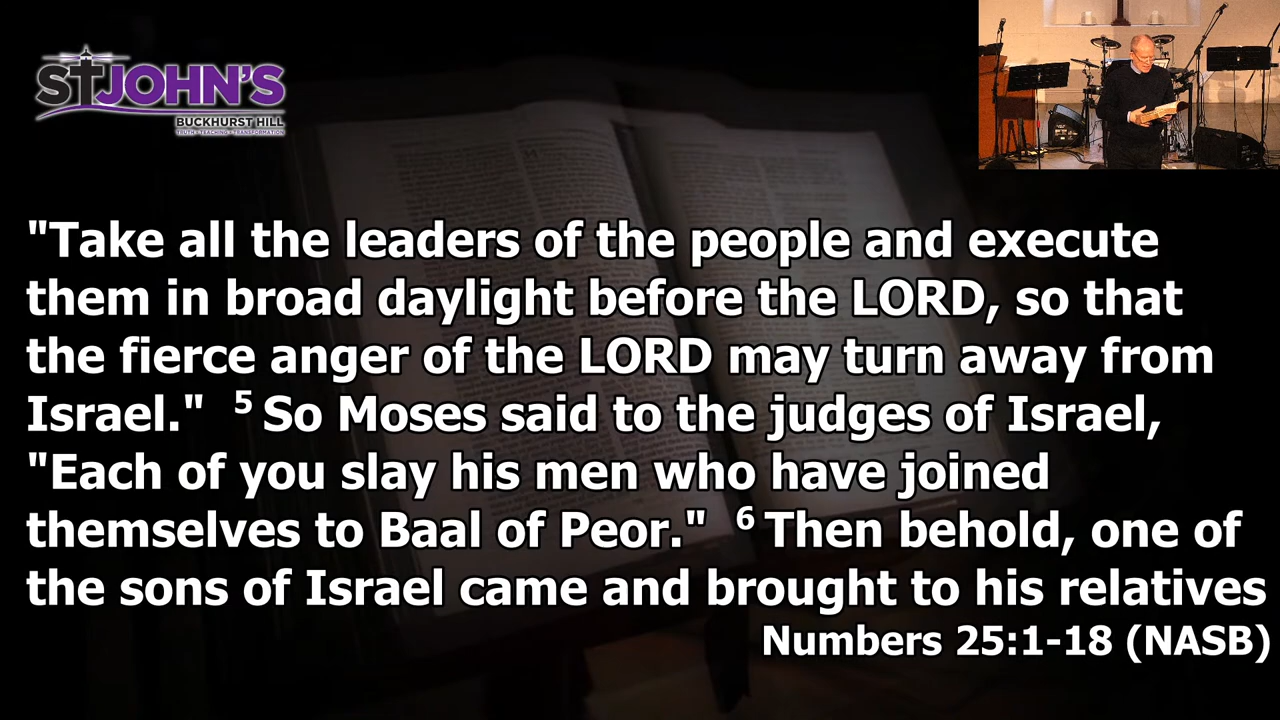 ST JOHN'S
BUCKHURST HILL
TRUTH • TEACHING • TRANSFORMATION
"Take all the leaders of the people and execute
them in broad daylight before the LORD, so that
the fierce anger of the LORD may turn away from
Israel."  5 So Moses said to the judges of Israel,
"Each of you slay his men who have joined
themselves to Baal of Peor."  6 Then behold, one of
the sons of Israel came and brought to his relatives
Numbers 25:1-18 (NASB)